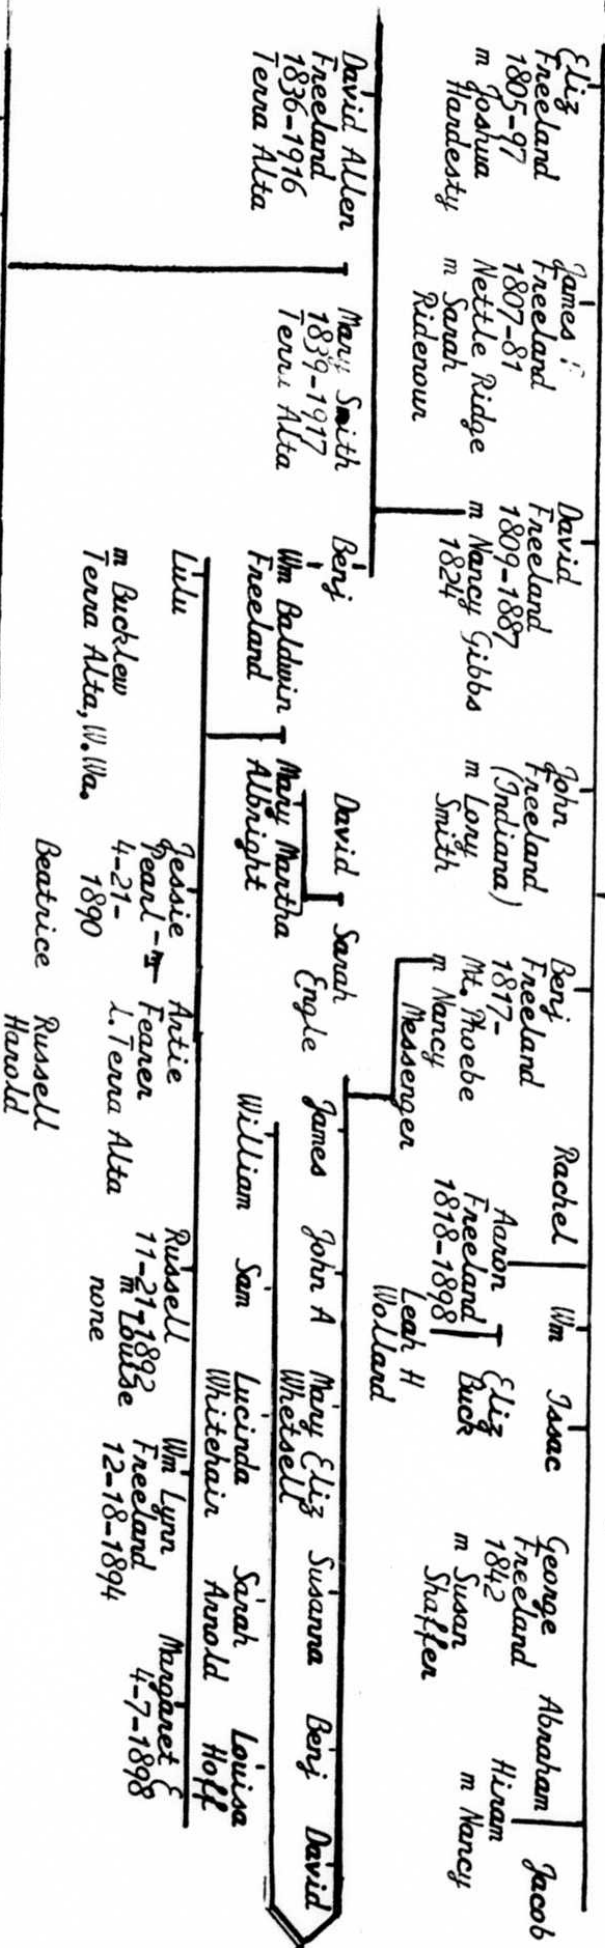 Eliz
Freeland
1805-97
m Joshua
Hardesty
James F
Freeland
1807-81
Nettle Ridge
m Sarah
Ridenour
David
Freeland
1809-1887
m Nancy Gibbs
1824
John
Freeland
(Indiana)
m Lory
Smith
Benj
Freeland
1817-
Mt. Phoebe
m Nancy
Messenger
Rachel
Aaron
Freeland
1818-1898
Eliz
Buck
Leah H
Wollard
Wm
Issac
George
Freeland
1842
m Susan
Shaffer
Abraham
Hiram
m Nancy
Jacob
David Allen
Freeland
1836-1916
Terra Alta
Mary Smith
1839-1917
Terra Alta
Benj
Wm Baldwin
Freeland
Mary Martha
Albright
David
Sarah
Engle
James
John A
Mary Eliz
Whetsell
Susanna
Benj
David
William
Sam
Lucinda
Whitehair
Sarah
Arnold
Louisa
Hoff
Lulu
m Bucklew
Terra Alta, W.Va.
Jessie
Pearl - m
4-21-
1890
Artie
Fearer
l. Terra Alta
Beatrice
Russell
Harold
Russell
11-21-1892
m Louise
none
Wm Lynn
Freeland
12-18-1894
Margaret E
4-7-1898